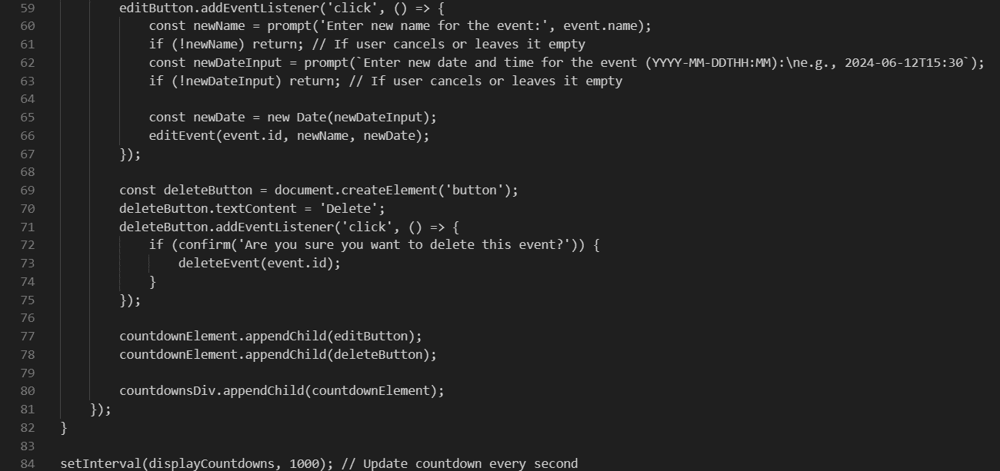 59 editButton.addEventListener('click', () => {
60 const newName = prompt('Enter new name for the event:', event.name);
61 if (!newName) return; // If user cancels or leaves it empty
62 const newDateInput = prompt(`Enter new date and time for the event (YYYY-MM-DDTHH:MM):\ne.g., 2024-06-12T15:30`);
63 if (!newDateInput) return; // If user cancels or leaves it empty
64
65 const newDate = new Date(newDateInput);
66 editEvent(event.id, newName, newDate);
67 });
68
69 const deleteButton = document.createElement('button');
70 deleteButton.textContent = 'Delete';
71 deleteButton.addEventListener('click', () => {
72 if (confirm('Are you sure you want to delete this event?')) {
73 deleteEvent(event.id);
74 }
75 });
76
77 countdownElement.appendChild(editButton);
78 countdownElement.appendChild(deleteButton);
79
80 countdownsDiv.appendChild(countdownElement);
81 });
82 }
83
84 setInterval(displayCountdowns, 1000); // Update countdown every second